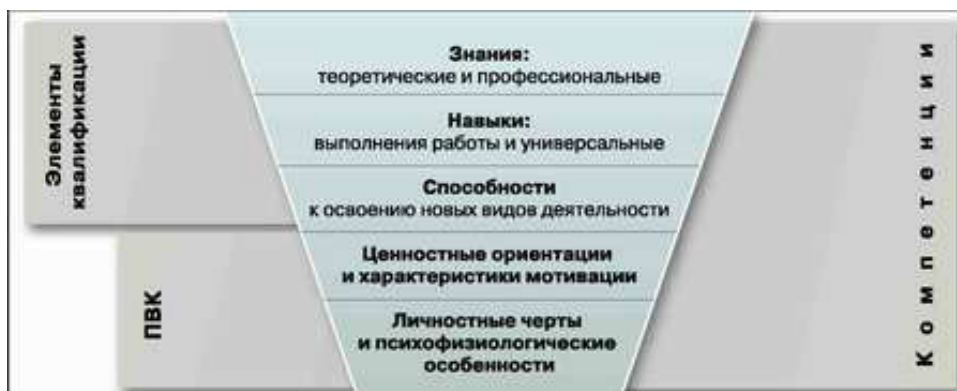 Элементы
квалификации
ПВК
Знания:
теоретические и профессиональные
Навыки:
выполнения работы и универсальные
Способности
к освоению новых видов деятельности
Ценностные ориентации
и характеристики мотивации
Личностные черты
и психофизиологические
особенности
Компетенции